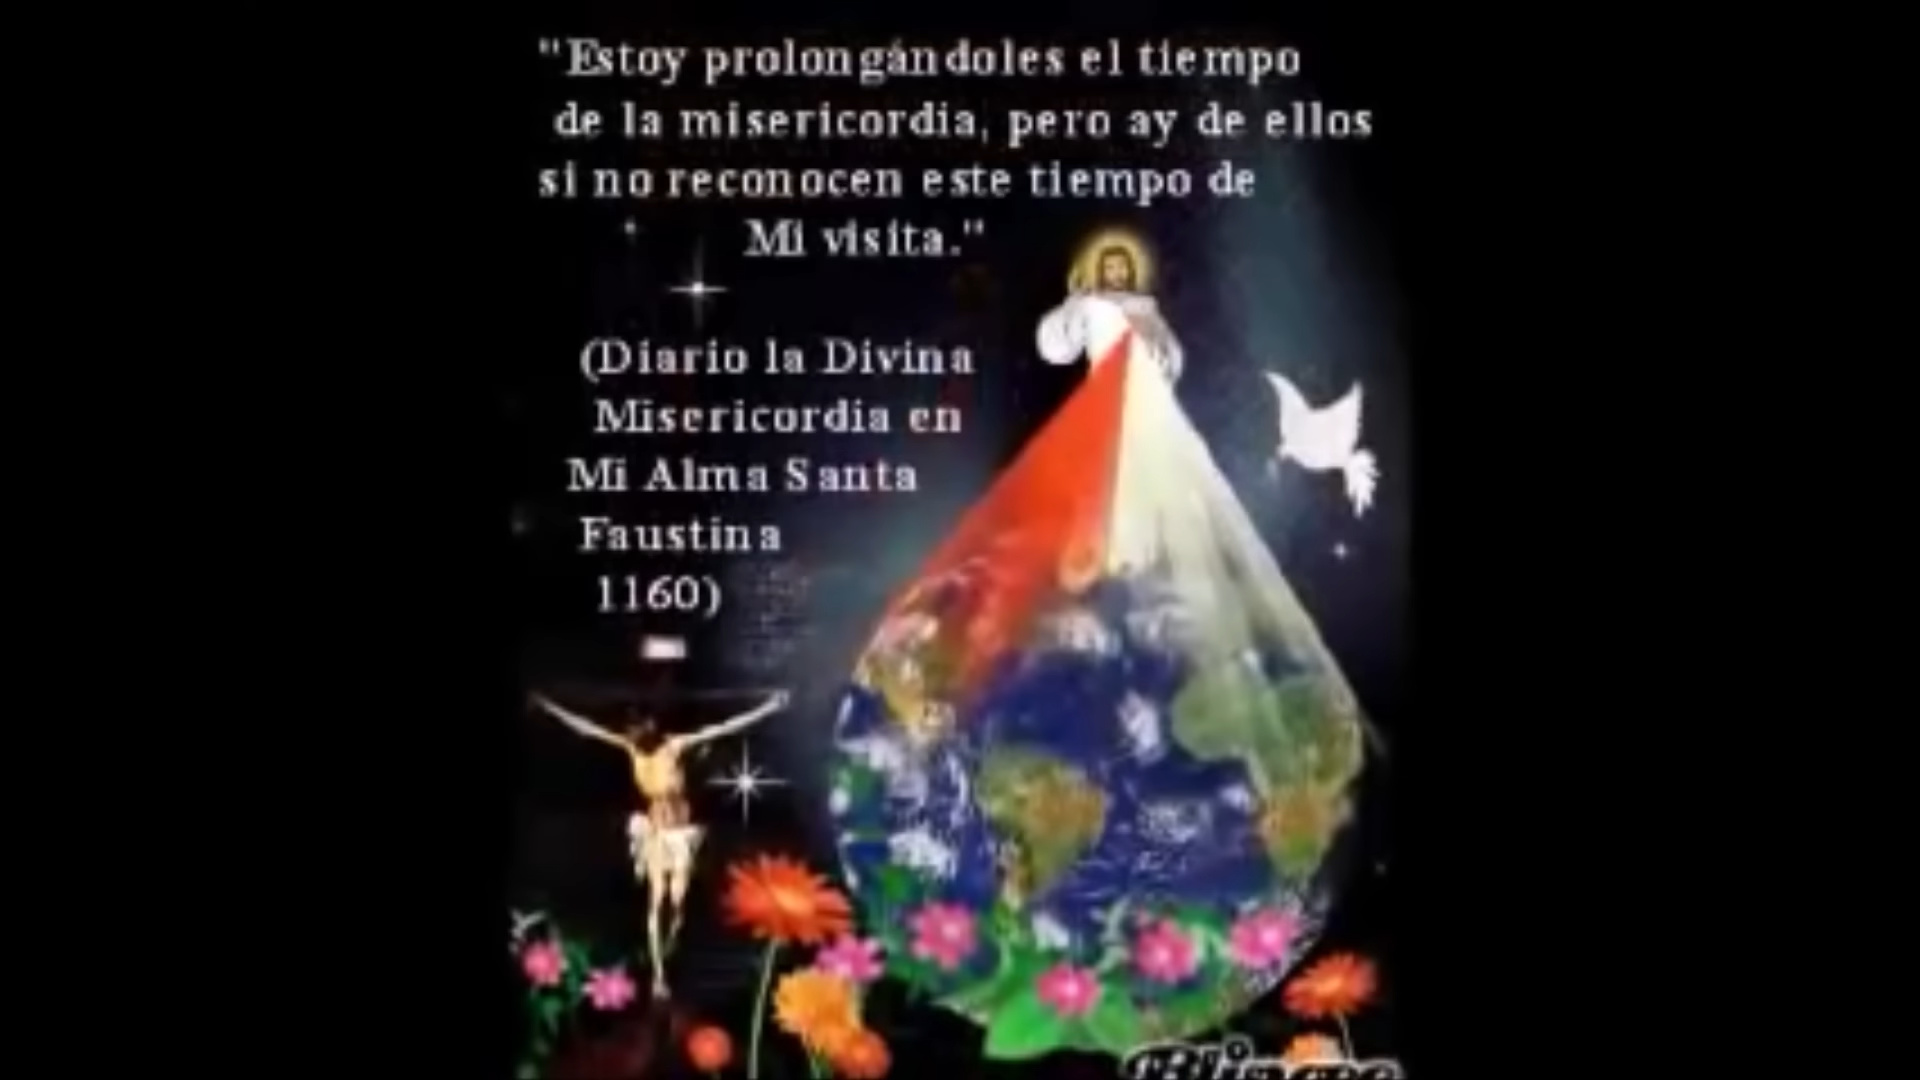 "Estoy prolongándoles el tiempo
de la misericordia, pero ay de ellos
si no reconocen este tiempo de
Mi visita."
(Diario la Divina
Misericordia en
Mi Alma Santa
Faustina
1160)